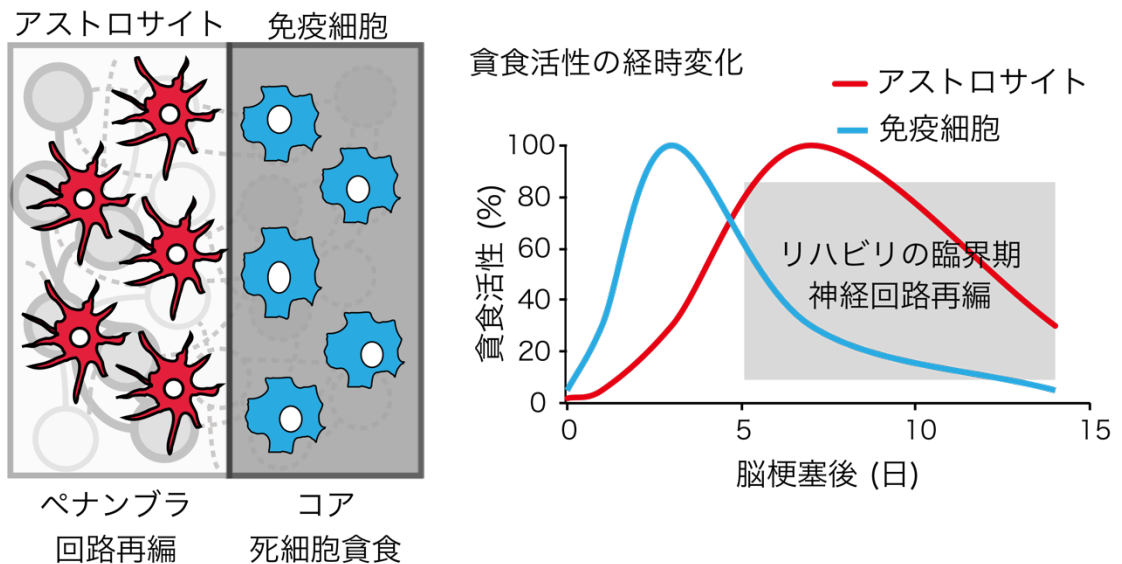 アストロサイト
免疫細胞
ペナンブラ
回路再編
コア
死細胞貪食
貪食活性の経時変化
アストロサイト
免疫細胞
貪食活性 (%)
100
80
60
40
20
0
リハビリの臨界期
神経回路再編
0
5
10
15
脳梗塞後 (日)